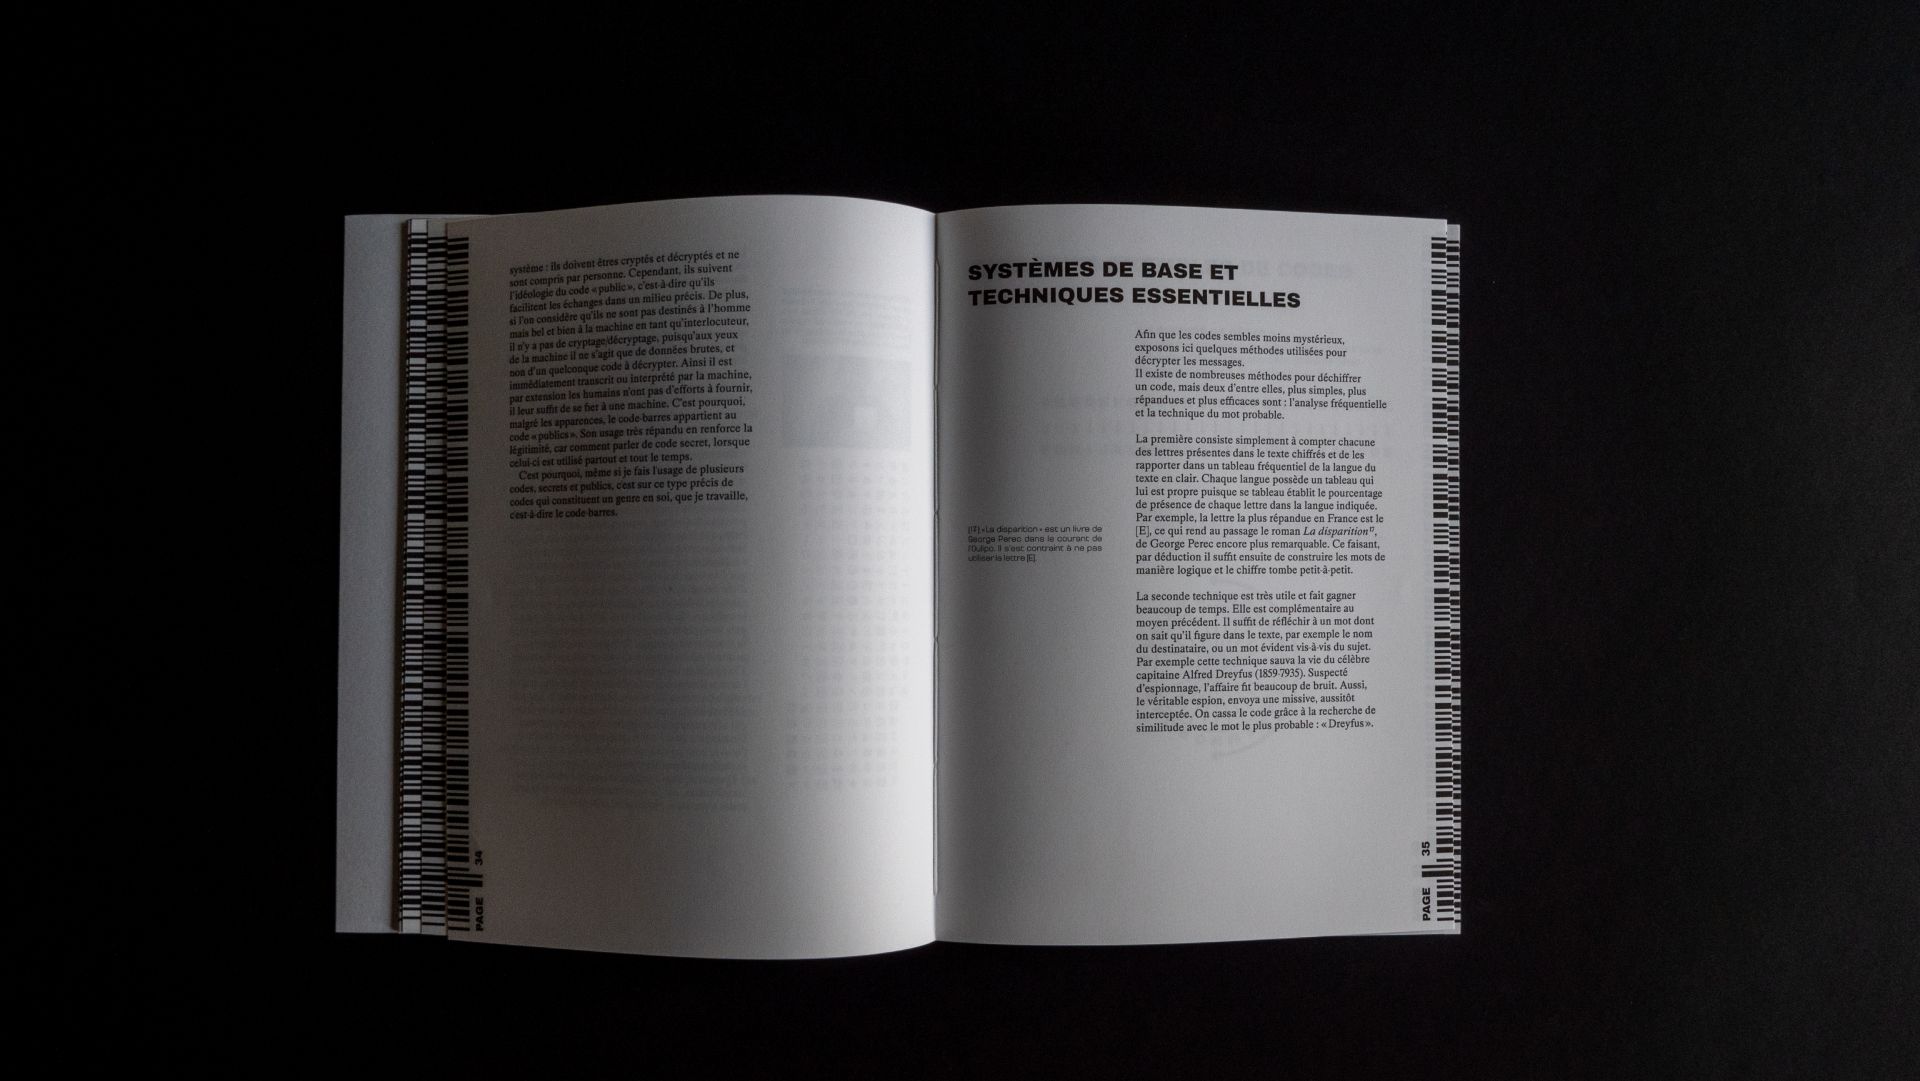 système : ils doivent êtres cryptés et décryptés et ne
sont compris par personne. Cependant, ils suivent
l'idéologie du code « public », c'est-à-dire qu'ils
facilitent les échanges dans un milieu précis. De plus,
si l'on considère qu'ils ne sont pas destinés à l'homme
mais bel et bien à la machine en tant qu'interlocuteur,
il n'y a pas de cryptage/décryptage, puisqu'aux yeux
de la machine il ne s'agit que de données brutes, et
non d'un quelconque code à décrypter. Ainsi il est
immédiatement transcrit ou interprété par la machine,
par extension les humains n'ont pas d'efforts à fournir,
il leur suffit de se fier à une machine. C'est pourquoi,
malgré les apparences, le code-barres appartient au
code « publics ». Son usage très répandu en renforce la
légitimité, car comment parler de code secret, lorsque
celui-ci est utilisé partout et tout le temps.
C'est pourquoi, même si je fais l'usage de plusieurs
codes, secrets et publics, c'est sur ce type précis de
codes qui constituent un genre en soi, que je travaille,
c'est-à-dire le code-barres.
PAGE 34
SYSTÈMES DE BASE ET
TECHNIQUES ESSENTIELLES
Afin que les codes sembles moins mystérieux,
exposons ici quelques méthodes utilisées pour
décrypter les messages.
Il existe de nombreuses méthodes pour déchiffrer
un code, mais deux d'entre elles, plus simples, plus
répandues et plus efficaces sont : l'analyse fréquentielle
et la technique du mot probable.
La première consiste simplement à compter chacune
des lettres présentes dans le texte chiffrés et de les
rapporter dans un tableau fréquentiel de la langue du
texte en clair. Chaque langue possède un tableau qui
lui est propre puisque se tableau établit le pourcentage
de présence de chaque lettre dans la langue indiquée.
Par exemple, la lettre la plus répandue en France est le
[E], ce qui rend au passage le roman La disparition¹⁷,
de George Perec encore plus remarquable. Ce faisant,
par déduction il suffit ensuite de construire les mots de
manière logique et le chiffre tombe petit-à-petit.
[17] « La disparition » est un livre de
George Perec dans le courant de
l'Oulipo. Il s'est contraint à ne pas
utiliser la lettre [E].
La seconde technique est très utile et fait gagner
beaucoup de temps. Elle est complémentaire au
moyen précédent. Il suffit de réfléchir à un mot dont
on sait qu'il figure dans le texte, par exemple le nom
du destinataire, ou un mot évident vis-à-vis du sujet.
Par exemple cette technique sauva la vie du célèbre
capitaine Alfred Dreyfus (1859-7935). Suspecté
d'espionnage, l'affaire fit beaucoup de bruit. Aussi,
le véritable espion, envoya une missive, aussitôt
interceptée. On cassa le code grâce à la recherche de
similitude avec le mot le plus probable : « Dreyfus ».
PAGE 35